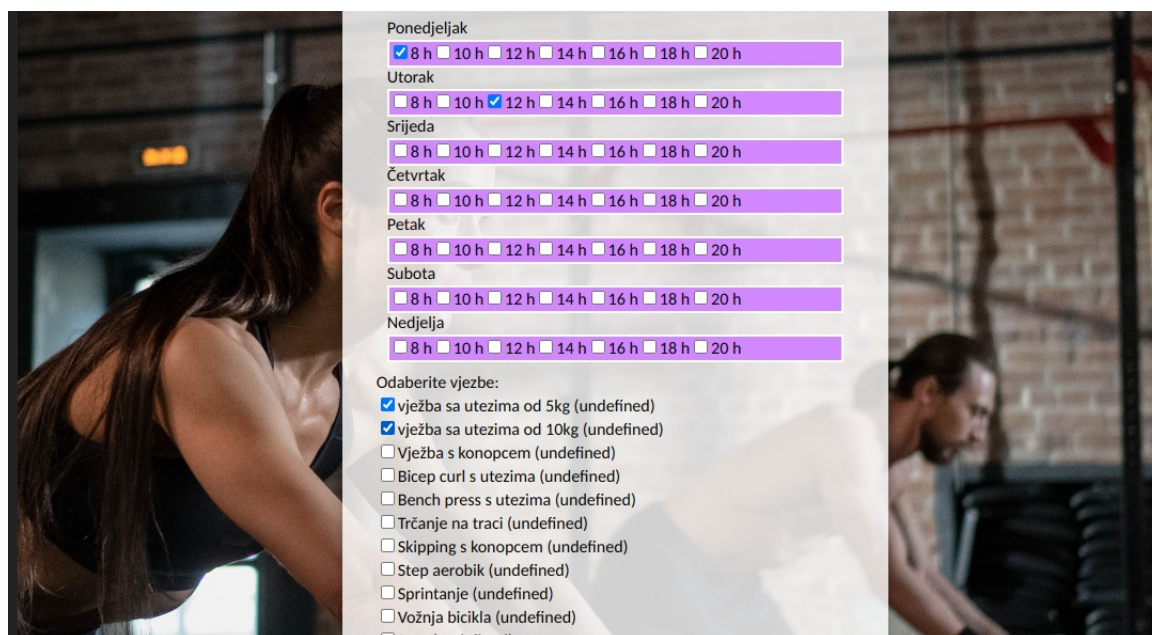 Ponedjeljak
8 h 10 h 12 h 14 h 16 h 18 h 20 h
Utorak
8 h 10 h 12 h 14 h 16 h 18 h 20 h
Srijeda
8 h 10 h 12 h 14 h 16 h 18 h 20 h
Četvrtak
8 h 10 h 12 h 14 h 16 h 18 h 20 h
Petak
8 h 10 h 12 h 14 h 16 h 18 h 20 h
Subota
8 h 10 h 12 h 14 h 16 h 18 h 20 h
Nedjelja
8 h 10 h 12 h 14 h 16 h 18 h 20 h
Odaberite vjezbe:
vježba sa utezima od 5kg (undefined)
vježba sa utezima od 10kg (undefined)
Vježba s konopcem (undefined)
Bicep curl s utezima (undefined)
Bench press s utezima (undefined)
Trčanje na traci (undefined)
Skipping s konopcem (undefined)
Step aerobik (undefined)
Sprintanje (undefined)
Vožnja bicikla (undefined)